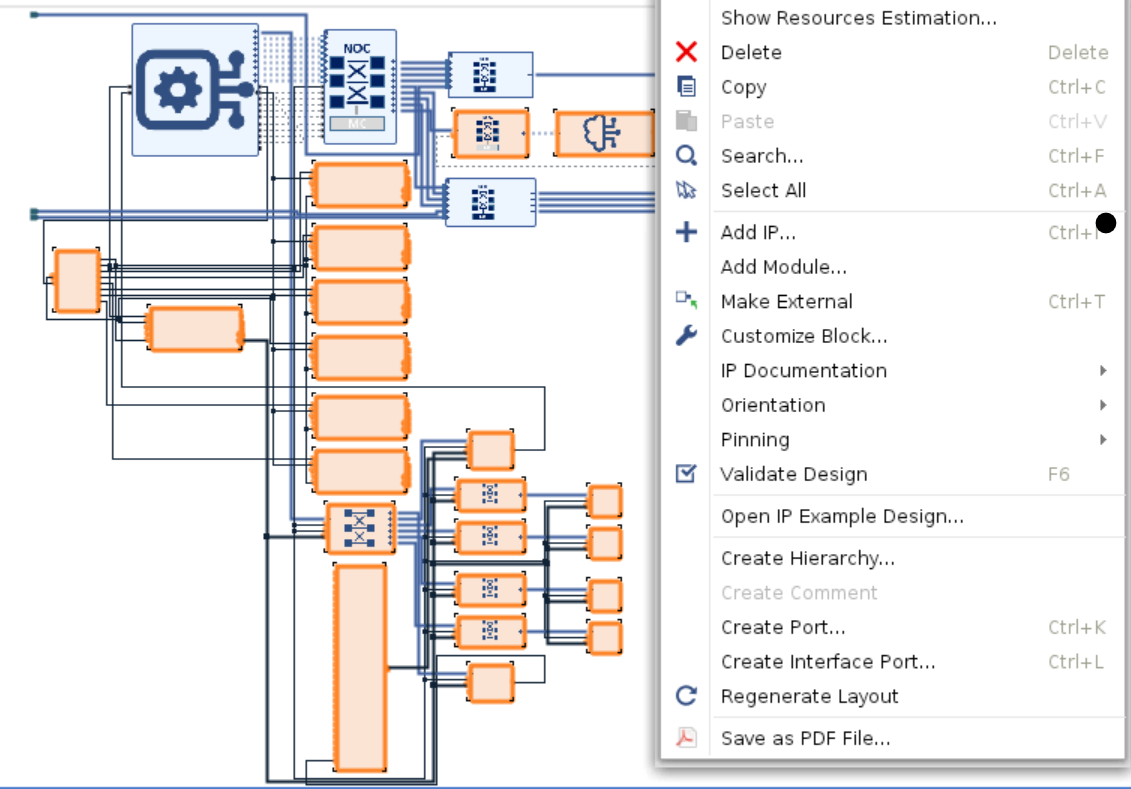 NOC
MC
Show Resources Estimation...
Delete Delete
Copy Ctrl+C
Paste Ctrl+V
Search... Ctrl+F
Select All Ctrl+A
Add IP... Ctrl+
Add Module...
Make External Ctrl+T
Customize Block...
IP Documentation
Orientation
Pinning
Validate Design F6
Open IP Example Design...
Create Hierarchy...
Create Comment
Create Port... Ctrl+K
Create Interface Port... Ctrl+L
Regenerate Layout
Save as PDF File...